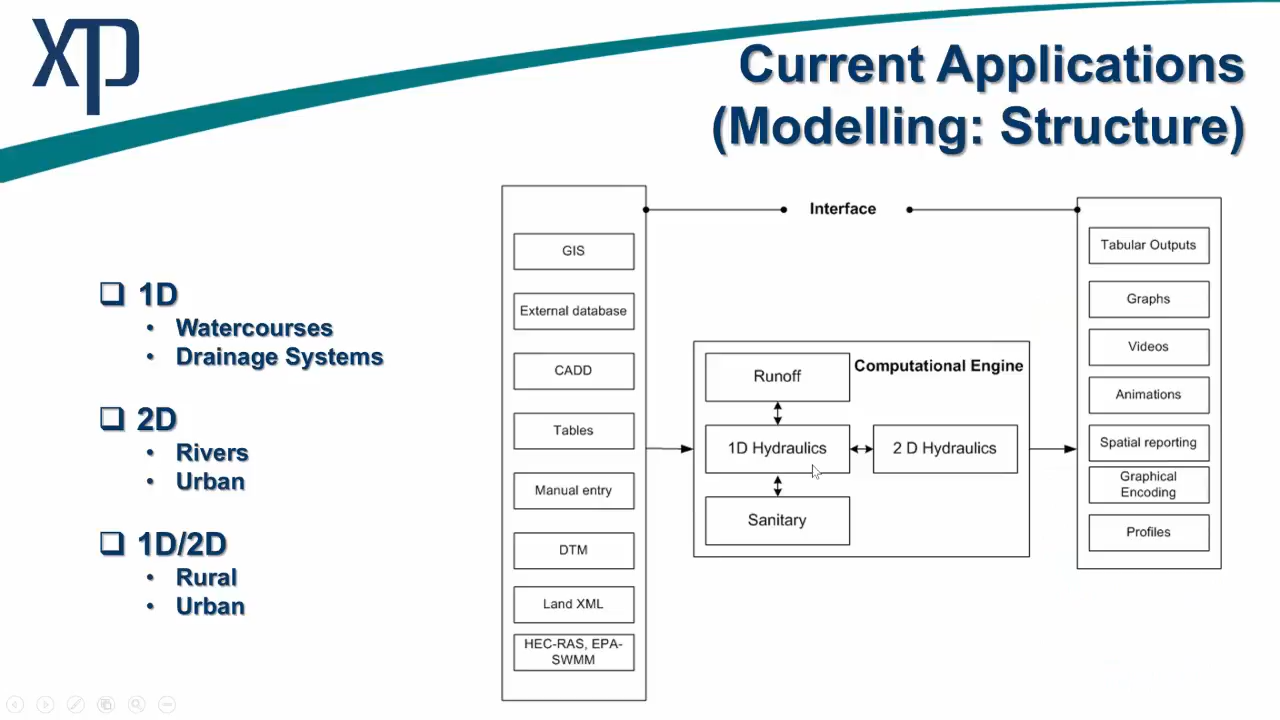 xp
Current Applications
(Modelling: Structure)
❑ 1D
• Watercourses
• Drainage Systems
❑ 2D
• Rivers
• Urban
❑ 1D/2D
• Rural
• Urban
Interface
GIS
External database
CADD
Tables
Manual entry
DTM
Land XML
HEC-RAS, EPA-
SWMM
Computational Engine
Runoff
1D Hydraulics
2 D Hydraulics
Sanitary
Tabular Outputs
Graphs
Videos
Animations
Spatial reporting
Graphical
Encoding
Profiles